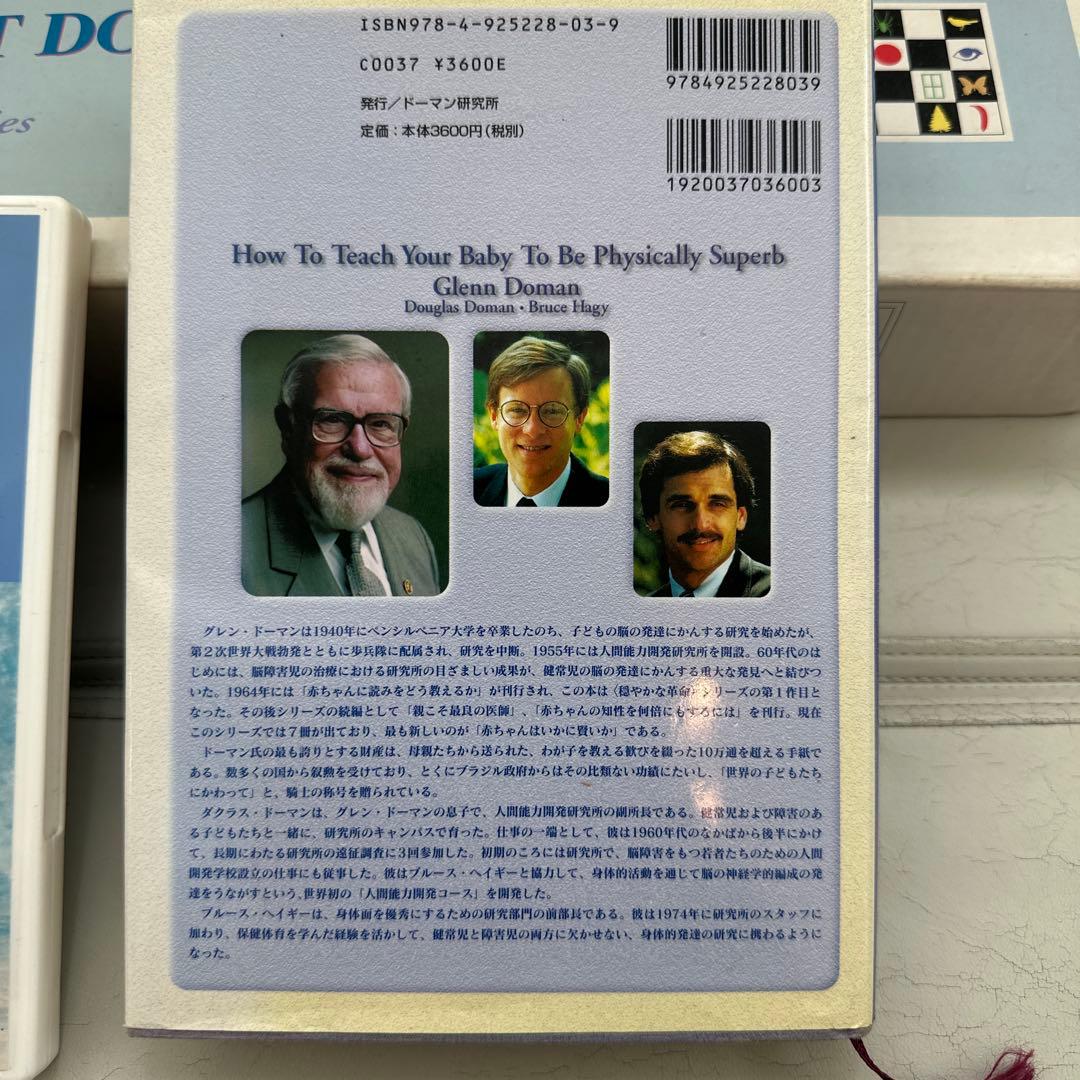 T DO
es
ISBN978-4-925228-03-9
C0037 ¥3600E
発行／ドーマン研究所
定価：本体3600円（税別）
9784925228039
1920037036003
How To Teach Your Baby To Be Physically Superb
Glenn Doman
Douglas Doman・Bruce Hagy
グレン・ドーマンは1940年にペンシルベニア大学を卒業したのち、子どもの脳の発達にかんする研究を始めたが、
第２次世界大戦勃発とともに歩兵隊に配属され、研究を中断。1955年には人間能力開発研究所を開設。60年代のは
じめには、脳障害児の治療における研究所の目ざましい成果が、健常児の脳の発達にかんする重大な発見へと結びつ
いた。1964年には「赤ちゃんに読みをどう教えるか」が刊行され、この本は〈穏やかな革命〉シリーズの第１作目と
なった。その後シリーズの続編として「親こそ最良の医師」、「赤ちゃんの知性を何倍にもするには」を刊行。現在
このシリーズでは７冊が出ており、最も新しいのが「赤ちゃんはいかに賢いか」である。
ドーマン氏の最も誇りとする財産は、母親たちから送られた、わが子を教える歓びを綴った10万通を超える手紙で
ある。数多くの国から叙勲を受けており、とくにブラジル政府からはその比類ない功績にたいし、「世界の子どもたち
にかわって」と、騎士の称号を贈られている。
ダグラス・ドーマンは、グレン・ドーマンの息子で、人間能力開発研究所の副所長である。健常児および障害のあ
る子どもたちと一緒に、研究所のキャンパスで育った。仕事の一端として、彼は1960年代のなかばから後半にかけ
て、長期にわたる研究所の遠征調査に３回参加した。初期のころには研究所で、脳障害をもつ若者たちのための人間
開発学校設立の仕事にも従事した。彼はブルース・ヘイギーと協力して、身体的活動を通じて脳の神経学的編成の発
達をうながすという、世界初の「人間能力開発コース」を開発した。
ブルース・ヘイギーは、身体面を優秀にするための研究部門の前部長である。彼は1974年に研究所のスタッフに
加わり、保健体育を学んだ経験を活かして、健常児と障害児の両方に欠かせない、身体的発達の研究に携わるように
なった。